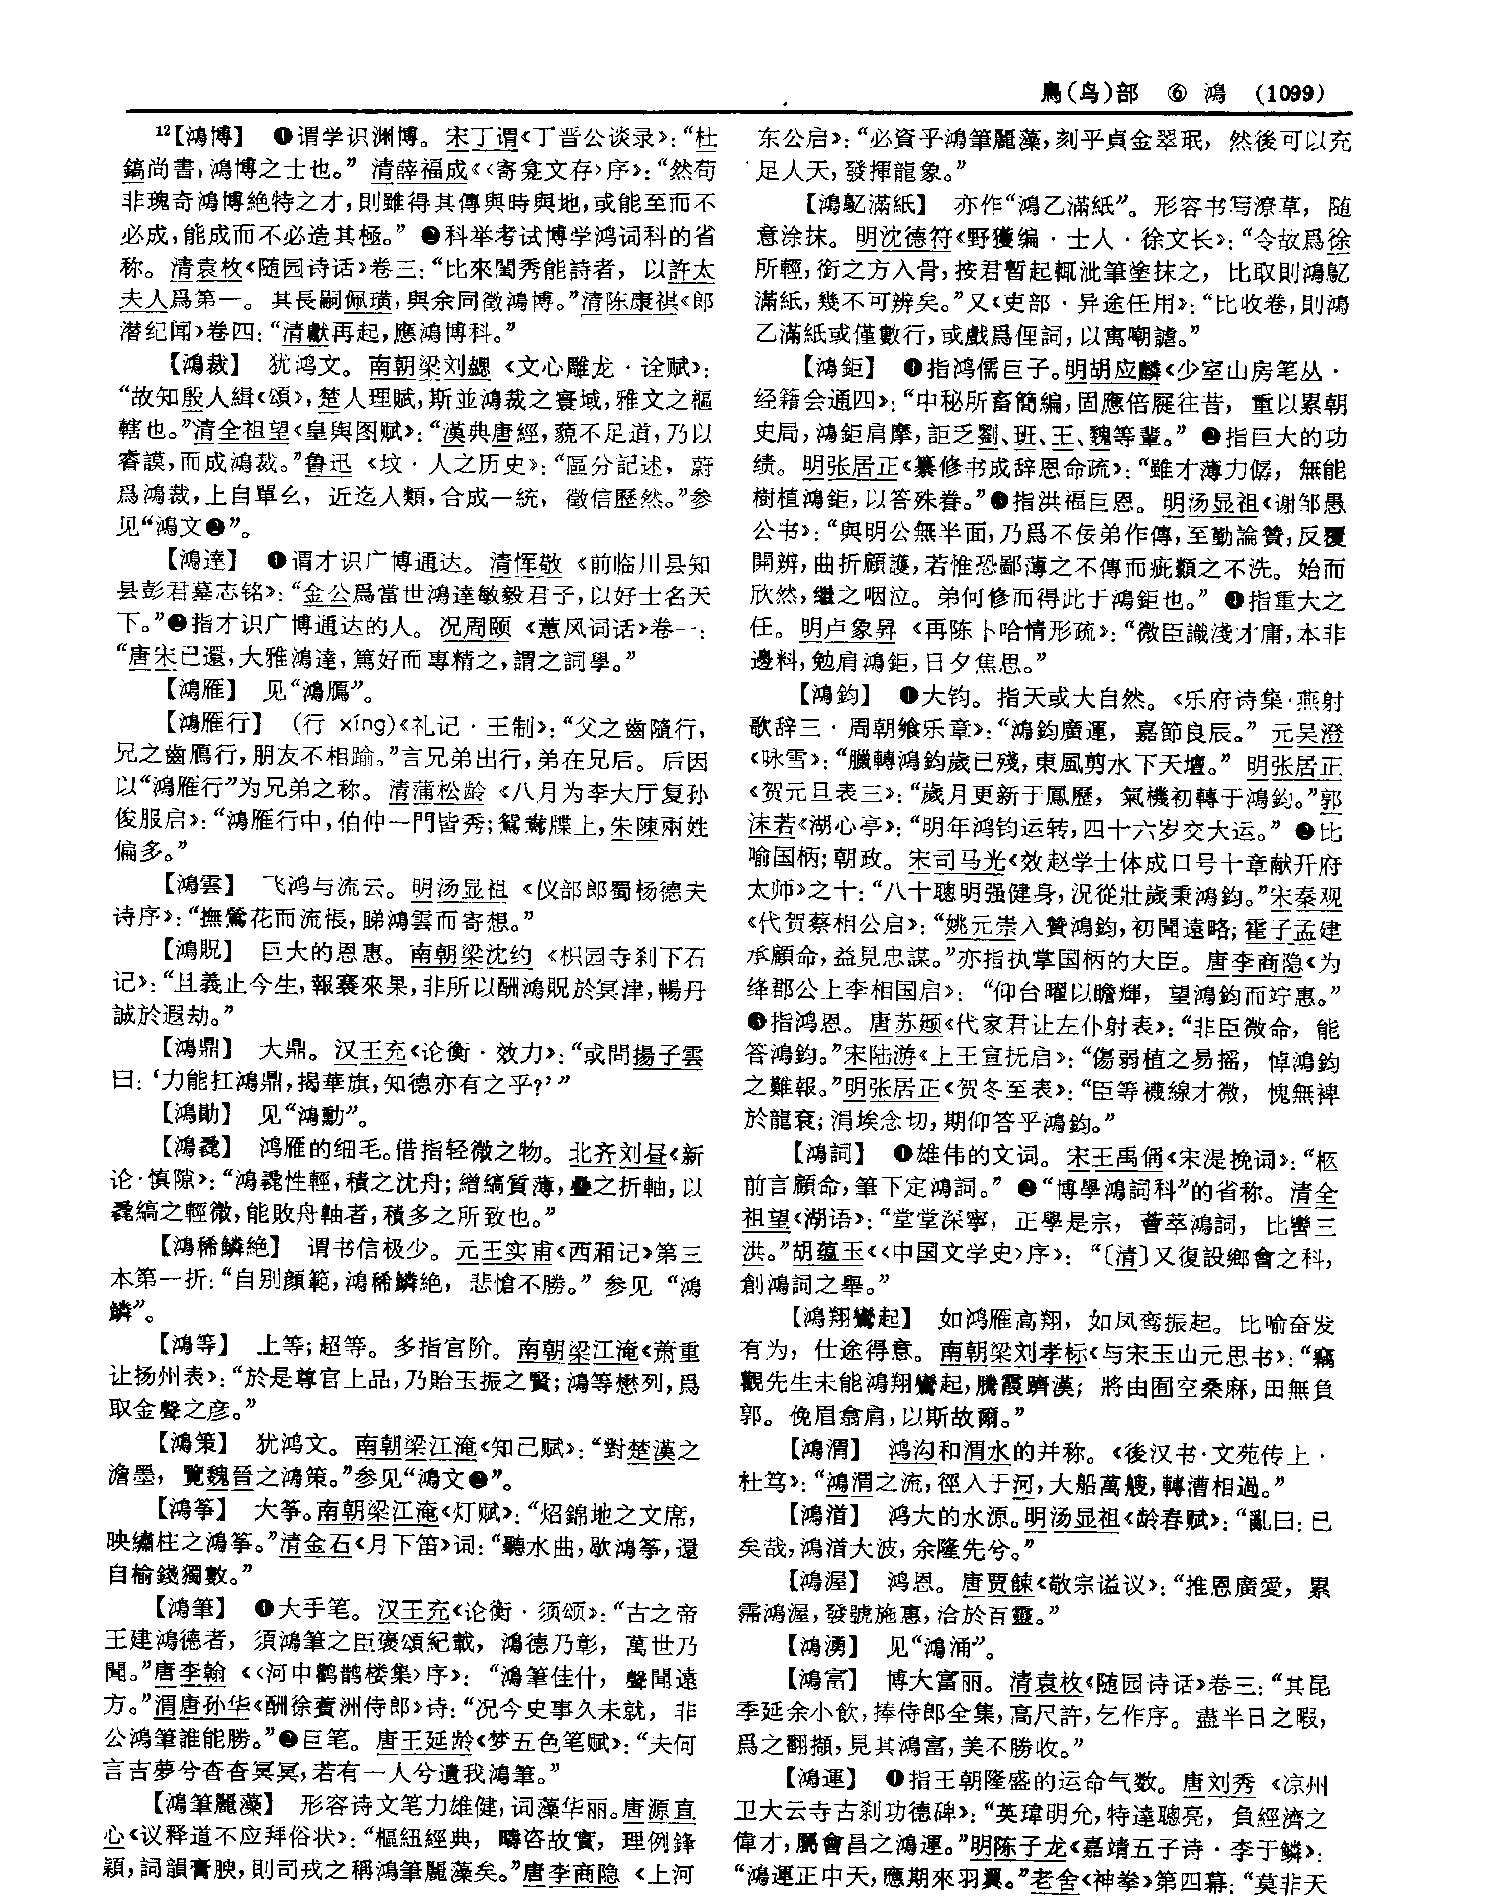 鳥(鸟)部 ⑥ 鴻 (1099)
12【鴻博】 ❶谓学识渊博。宋丁谓《丁晋公谈录》：“杜
鎬尚書，鴻博之士也。”清薛福成《〈寄龛文存〉序》：“然苟
非瑰奇鴻博絶特之才，則雖得其傳與時與地，或能至而不
必成，能成而不必造其極。”❷科举考试博学鸿词科的省
称。清袁枚《随园诗话》卷三：“比來閨秀能詩者，以許太
夫人爲第一。其長嗣佩璜，與余同徵鴻博。”清陈康祺《郎
潜纪闻》卷四：“清獻再起，應鴻博科。”
【鴻裁】 犹鸿文。南朝梁刘勰《文心雕龙·诠赋》：
“故知殷人緝《頌》，楚人理賦，斯並鴻裁之寰域，雅文之樞
轄也。”清全祖望《皇舆图赋》：“漢典唐經，藐不足道，乃以
睿謨，而成鴻裁。”鲁迅《坟·人之历史》：“區分記述，蔚
爲鴻裁，上自單幺，近迄人類，合成一統，徵信歷然。”参
见“鴻文❷”。
【鴻達】 ❶谓才识广博通达。清恽敬《前临川县知
县彭君墓志铭》：“金公爲當世鴻達敏毅君子，以好士名天
下。”❷指才识广博通达的人。况周颐《蕙风词话》卷一：
“唐宋已還，大雅鴻達，篤好而專精之，謂之詞學。”
【鴻雁】 见“鴻鴈”。
【鴻雁行】 (行 xíng)《礼记·王制》：“父之齒隨行，
兄之齒鴈行，朋友不相踰。”言兄弟出行，弟在兄后。后因
以“鴻雁行”为兄弟之称。清蒲松龄《八月为李大厅复孙
俊服启》：“鴻雁行中，伯仲一門皆秀；鴛鴦牒上，朱陳兩姓
偏多。”
【鴻雲】 飞鸿与流云。明汤显祖《仪部郎蜀杨德夫
诗序》：“撫鶯花而流悵，睇鴻雲而寄想。”
【鴻貺】 巨大的恩惠。南朝梁沈约《枳园寺刹下石
记》：“且義止今生，報褰來果，非所以酬鴻貺於冥津，暢丹
誠於遐劫。”
【鴻鼎】 大鼎。汉王充《论衡·效力》：“或問揚子雲
曰：‘力能扛鴻鼎，揭華旗，知德亦有之乎？’”
【鴻勛】 见“鴻勳”。
【鴻毳】 鸿雁的细毛。借指轻微之物。北齐刘昼《新
论·慎隙》：“鴻毳性輕，積之沈舟；繒縞質薄，疊之折軸，以
毳縞之輕微，能敗舟軸者，積多之所致也。”
【鴻稀鱗絶】 谓书信极少。元王实甫《西厢记》第三
本第一折：“自别顔範，鴻稀鱗絶，悲愴不勝。”参见“鴻
鱗”。
【鴻等】 上等；超等。多指官阶。南朝梁江淹《萧重
让扬州表》：“於是尊官上品，乃貽玉振之賢；鴻等懋列，爲
取金聲之彦。”
【鴻策】 犹鸿文。南朝梁江淹《知己赋》：“對楚漢之
澹墨，覽魏晉之鴻策。”参见“鴻文❷”。
【鴻筝】 大筝。南朝梁江淹《灯赋》：“炤錦地之文席，
映繡柱之鴻筝。”清金石《月下笛》词：“聽水曲，歇鴻筝，還
自榆錢獨數。”
【鴻筆】 ❶大手笔。汉王充《论衡·须颂》：“古之帝
王建鴻德者，須鴻筆之臣褒頌紀載，鴻德乃彰，萬世乃
聞。”唐李翰《〈河中鹳鹊楼集〉序》：“鴻筆佳什，聲聞遠
方。”渭唐孙华《酬徐蘋洲侍郎》诗：“况今史事久未就，非
公鴻筆誰能勝。”❷巨笔。唐王延龄《梦五色笔赋》：“夫何
言吉夢兮杳杳冥冥，若有一人兮遺我鴻筆。”
【鴻筆麗藻】 形容诗文笔力雄健，词藻华丽。唐源直
心《议释道不应拜俗状》：“樞紐經典，疇咨故實，理例鋒
穎，詞韻膏腴，則司戎之稱鴻筆麗藻矣。”唐李商隐《上河
东公启》：“必資乎鴻筆麗藻，刻乎貞金翠珉，然後可以充
足人天，發揮龍象。”
【鴻鳦滿紙】 亦作“鴻乙滿紙”。形容书写潦草，随
意涂抹。明沈德符《野獲编·士人·徐文长》：“令故爲徐
所輕，銜之方入骨，按君暫起輒泚筆塗抹之，比取則鴻鳦
滿紙，幾不可辨矣。”又《吏部·异途任用》：“比收卷，則鴻
乙滿紙或僅數行，或戲爲俚詞，以寓嘲謔。”
【鴻鉅】 ❶指鸿儒巨子。明胡应麟《少室山房笔丛·
经籍会通四》：“中秘所畜簡編，固應倍屣往昔，重以累朝
史局，鴻鉅肩摩，詎乏劉、班、王、魏等輩。”❷指巨大的功
绩。明张居正《纂修书成辞恩命疏》：“雖才薄力孱，無能
樹植鴻鉅，以答殊眷。”❸指洪福巨恩。明汤显祖《谢邹愚
公书》：“與明公無半面，乃爲不佞弟作傳，至勤論贊，反覆
開辨，曲折顧護，若惟恐鄙薄之不傳而疵纇之不洗。始而
欣然，繼之咽泣。弟何修而得此于鴻鉅也。”❹指重大之
任。明卢象昇《再陈卜哈情形疏》：“微臣識淺才庸，本非
邊料，勉肩鴻鉅，日夕焦思。”
【鴻鈞】 ❶大钧。指天或大自然。《乐府诗集·燕射
歌辞三·周朝飨乐章》：“鴻鈞廣運，嘉節良辰。”元吴澄
《咏雪》：“臘轉鴻鈞歲已殘，東風剪水下天壇。”明张居正
《贺元旦表三》：“歲月更新于鳳歷，氣機初轉于鴻鈞。”郭
沫若《湖心亭》：“明年鸿钧运转，四十六岁交大运。”❷比
喻国柄；朝政。宋司马光《效赵学士体成口号十章献开府
太师》之十：“八十聰明强健身，況從壯歲秉鴻鈞。”宋秦观
《代贺蔡相公启》：“姚元崇入贊鴻鈞，初聞遠略；霍子孟建
承顧命，益見忠謀。”亦指执掌国柄的大臣。唐李商隐《为
绛郡公上李相国启》：“仰台曜以瞻輝，望鴻鈞而竚惠。”
❸指鸿恩。唐苏颋《代家君让左仆射表》：“非臣微命，能
答鴻鈞。”宋陆游《上王宣抚启》：“傷弱植之易摇，悼鴻鈞
之難報。”明张居正《贺冬至表》：“臣等襪線才微，愧無裨
於龍袞；涓埃念切，期仰答乎鴻鈞。”
【鴻詞】 ❶雄伟的文词。宋王禹偁《宋湜挽词》：“柩
前言顧命，筆下定鴻詞。”❷“博學鴻詞科”的省称。清全
祖望《湖语》：“堂堂深寧，正學是宗，薈萃鴻詞，比轡三
洪。”胡蕴玉《〈中国文学史〉序》：“〔清〕又復設鄉會之科，
創鴻詞之舉。”
【鴻翔鸞起】 如鸿雁高翔，如凤鸾振起。比喻奋发
有为，仕途得意。南朝梁刘孝标《与宋玉山元思书》：“竊
觀先生未能鴻翔鸞起，騰霞躋漢；將由囿空桑麻，田無負
郭。俛眉翕肩，以斯故爾。”
【鴻渭】 鸿沟和渭水的并称。《後汉书·文苑传上·
杜笃》：“鴻渭之流，徑入于河，大船萬艘，轉漕相過。”
【鴻渞】 鸿大的水源。明汤显祖《龄春赋》：“亂曰：已
矣哉，鴻渞大波，余隆先兮。”
【鴻渥】 鸿恩。唐贾餗《敬宗谥议》：“推恩廣愛，累
霈鴻渥，發號施惠，洽於百靈。”
【鴻湧】 见“鴻涌”。
【鴻富】 博大富丽。清袁枚《随园诗话》卷三：“其昆
季延余小飲，捧侍郎全集，高尺許，乞作序。盡半日之暇，
爲之翻擷，見其鴻富，美不勝收。”
【鴻運】 ❶指王朝隆盛的运命气数。唐刘秀《凉州
卫大云寺古刹功德碑》：“英瑋明允，特達聰亮，負經濟之
偉才，屬會昌之鴻運。”明陈子龙《嘉靖五子诗·李于鳞》：
“鴻運正中天，應期來羽翼。”老舍《神拳》第四幕：“莫非天